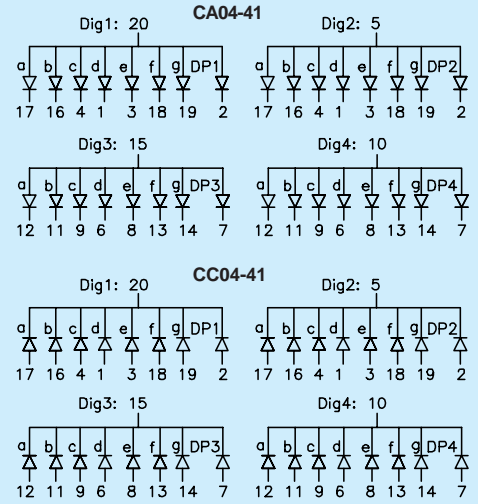 CA04-41
Dig1: 20 Dig2: 5
a b c d e f g DP1 a b c d e f g DP2
17 16 4 1 3 18 19 2 17 16 4 1 3 18 19 2
Dig3: 15 Dig4: 10
a b c d e f g DP3 a b c d e f g DP4
12 11 9 6 8 13 14 7 12 11 9 6 8 13 14 7
CC04-41
Dig1: 20 Dig2: 5
a b c d e f g DP1 a b c d e f g DP2
17 16 4 1 3 18 19 2 17 16 4 1 3 18 19 2
Dig3: 15 Dig4: 10
a b c d e f g DP3 a b c d e f g DP4
12 11 9 6 8 13 14 7 12 11 9 6 8 13 14 7